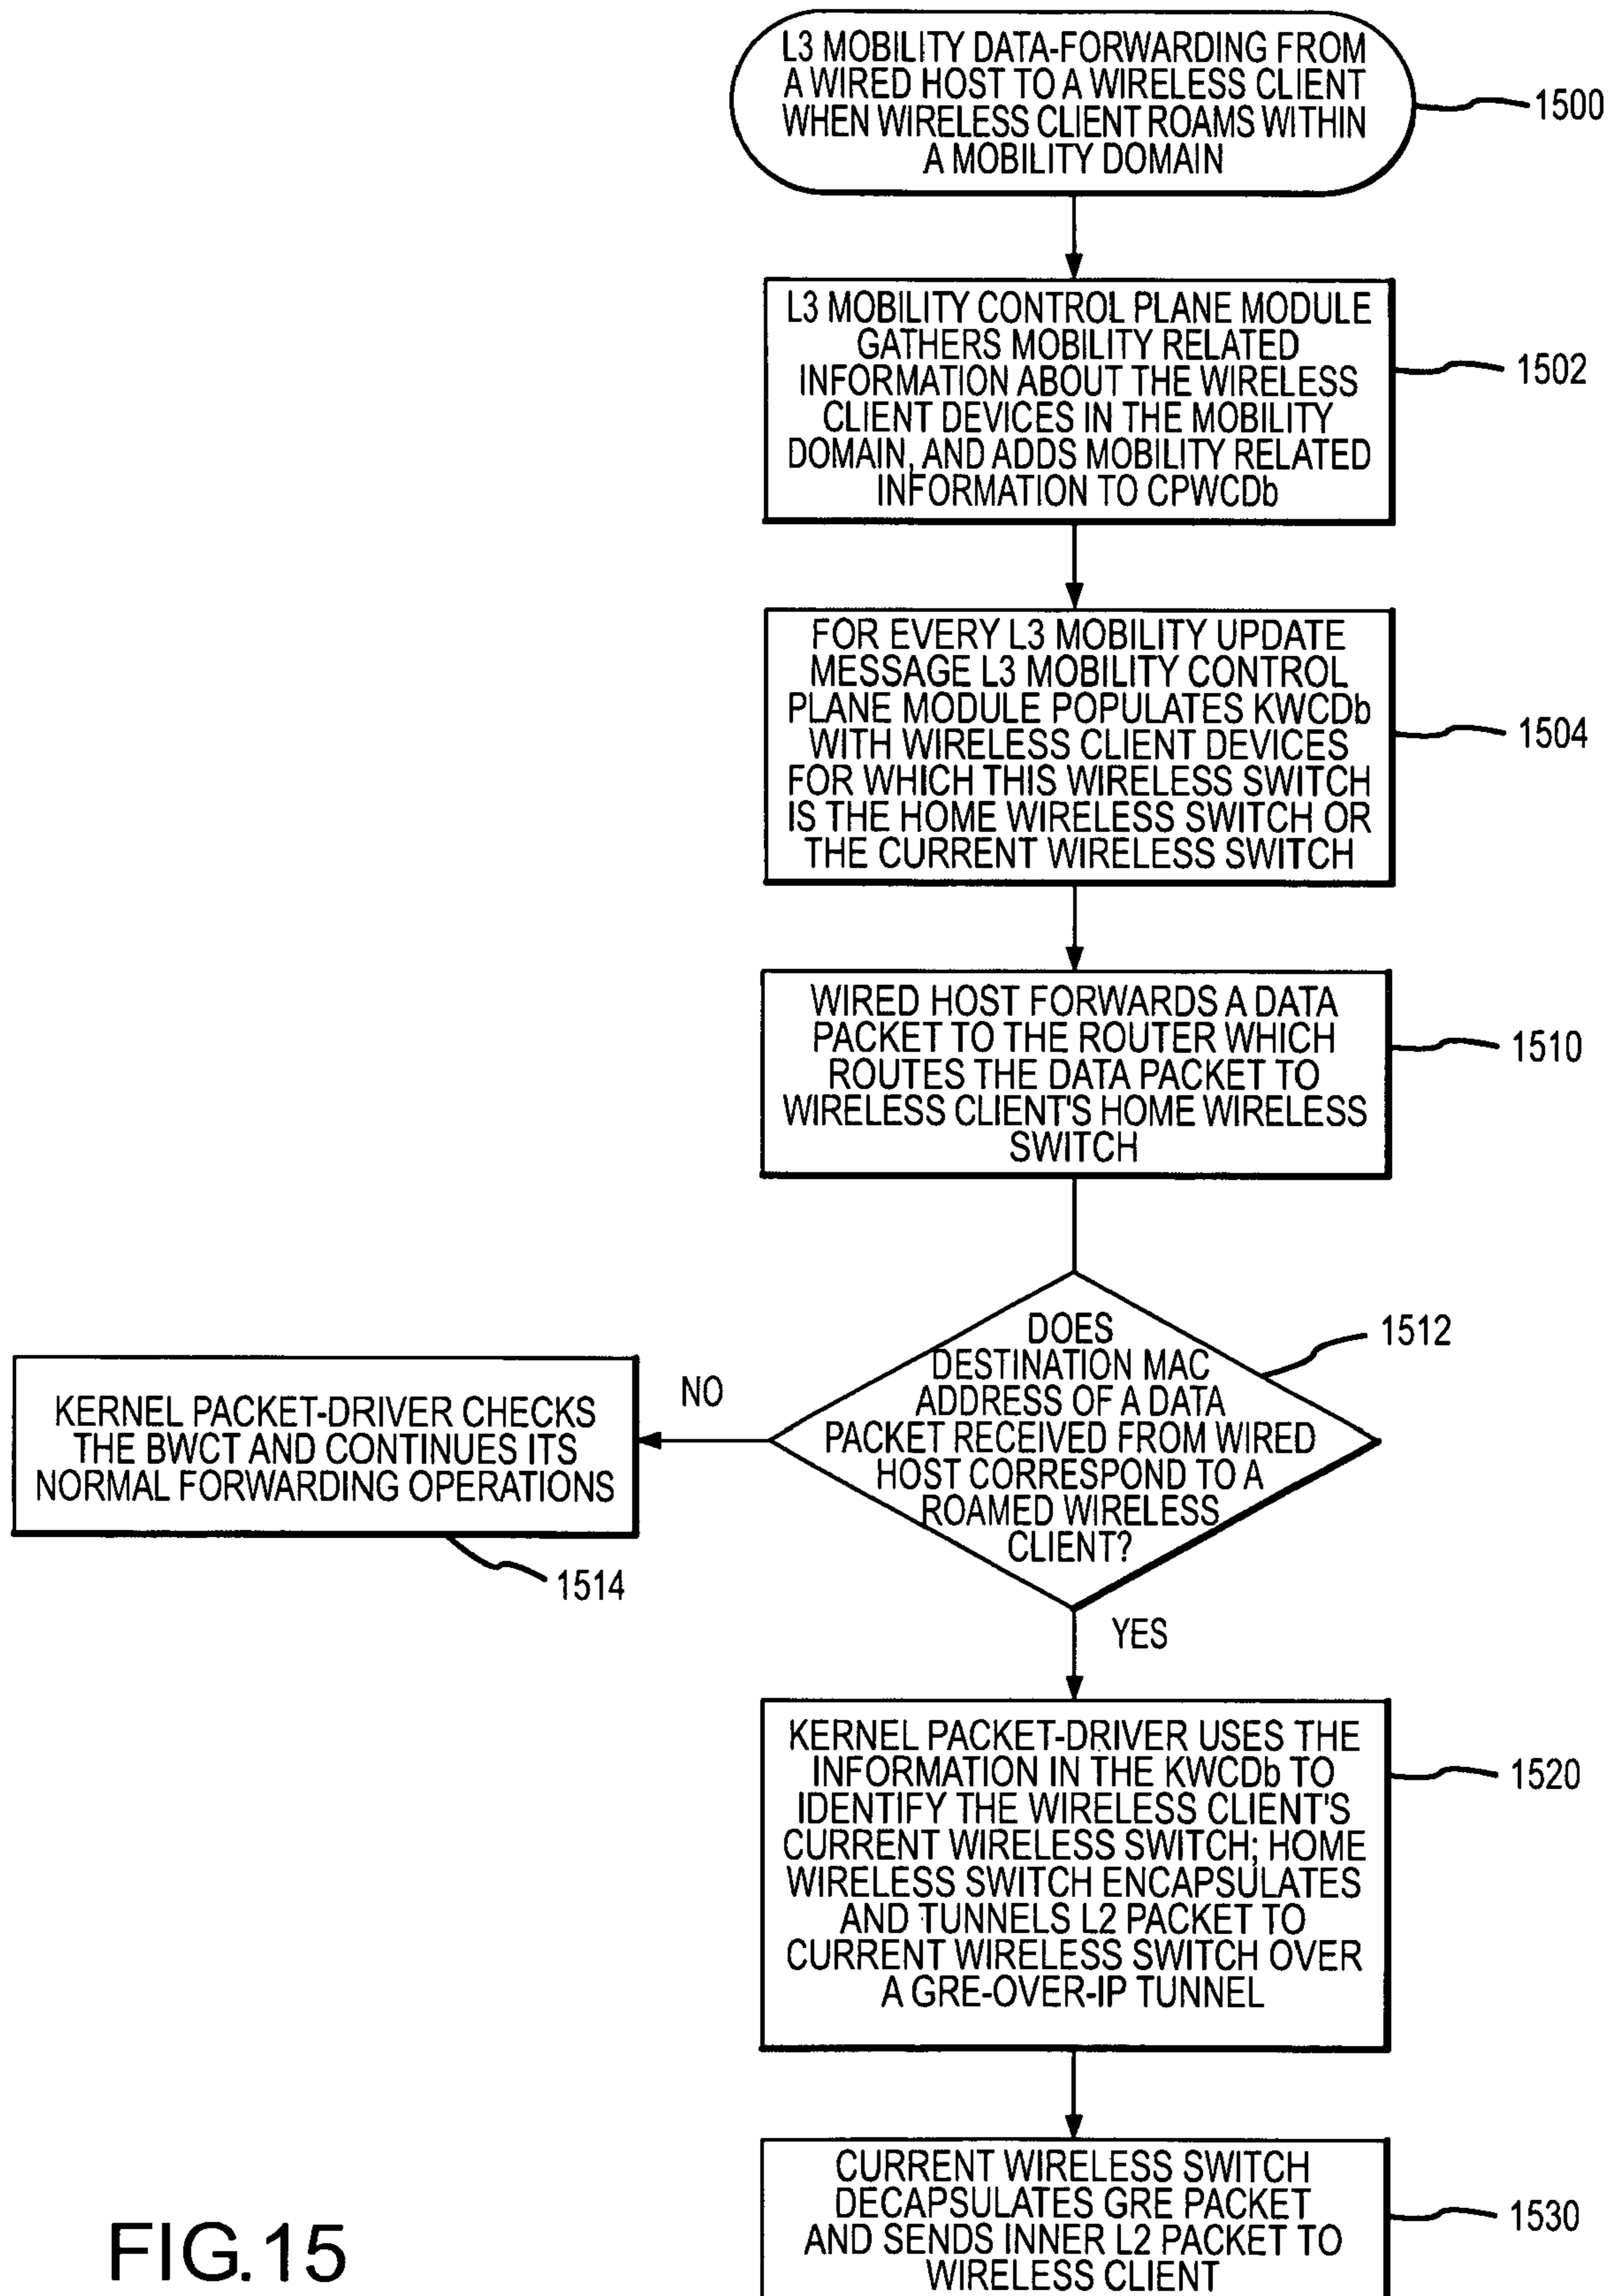 L3 MOBILITY DATA-FORWARDING FROM
A WIRED HOST TO A WIRELESS CLIENT
WHEN WIRELESS CLIENT ROAMS WITHIN
A MOBILITY DOMAIN
1500
L3 MOBILITY CONTROL PLANE MODULE
GATHERS MOBILITY RELATED
INFORMATION ABOUT THE WIRELESS
CLIENT DEVICES IN THE MOBILITY
DOMAIN, AND ADDS MOBILITY RELATED
INFORMATION TO CPWCDb
1502
FOR EVERY L3 MOBILITY UPDATE
MESSAGE L3 MOBILITY CONTROL
PLANE MODULE POPULATES KWCDb
WITH WIRELESS CLIENT DEVICES
FOR WHICH THIS WIRELESS SWITCH
IS THE HOME WIRELESS SWITCH OR
THE CURRENT WIRELESS SWITCH
1504
WIRED HOST FORWARDS A DATA
PACKET TO THE ROUTER WHICH
ROUTES THE DATA PACKET TO
WIRELESS CLIENT'S HOME WIRELESS
SWITCH
1510
DOES
DESTINATION MAC
ADDRESS OF A DATA
PACKET RECEIVED FROM WIRED
HOST CORRESPOND TO A
ROAMED WIRELESS
CLIENT?
1512
NO
KERNEL PACKET-DRIVER CHECKS
THE BWCT AND CONTINUES ITS
NORMAL FORWARDING OPERATIONS
1514
YES
KERNEL PACKET-DRIVER USES THE
INFORMATION IN THE KWCDb TO
IDENTIFY THE WIRELESS CLIENT'S
CURRENT WIRELESS SWITCH; HOME
WIRELESS SWITCH ENCAPSULATES
AND TUNNELS L2 PACKET TO
CURRENT WIRELESS SWITCH OVER
A GRE-OVER-IP TUNNEL
1520
CURRENT WIRELESS SWITCH
DECAPSULATES GRE PACKET
AND SENDS INNER L2 PACKET TO
WIRELESS CLIENT
1530
FIG.15